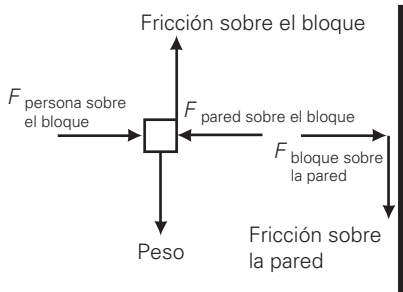 Fricción sobre el bloque
F persona sobre
el bloque
F pared sobre el bloque
F bloque sobre
la pared
Peso
Fricción sobre
la pared